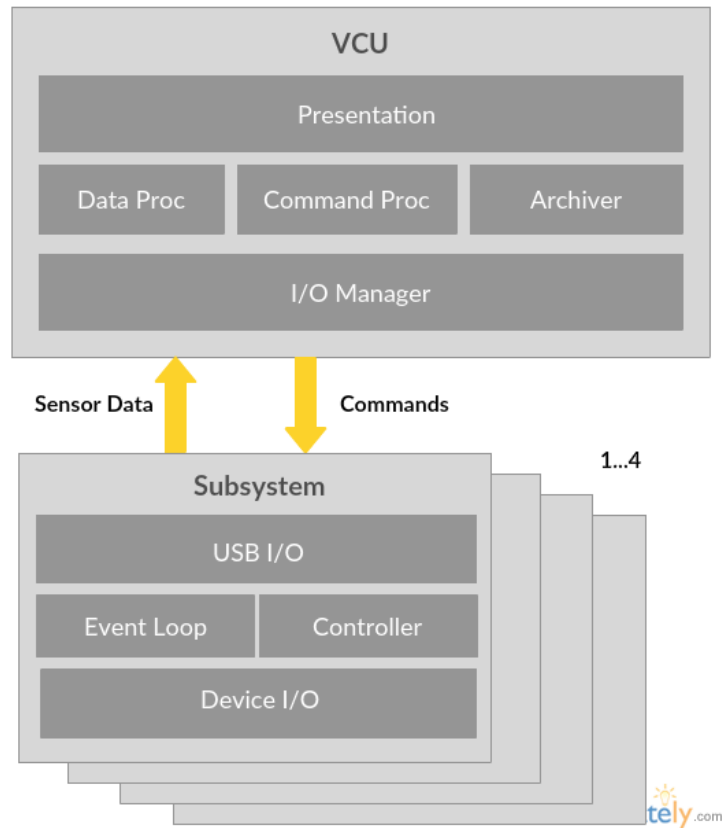 VCU
Presentation
Data Proc
Command Proc
Archiver
I/O Manager
Sensor Data
Commands
1...4
Subsystem
USB I/O
Event Loop
Controller
Device I/O
tely.com